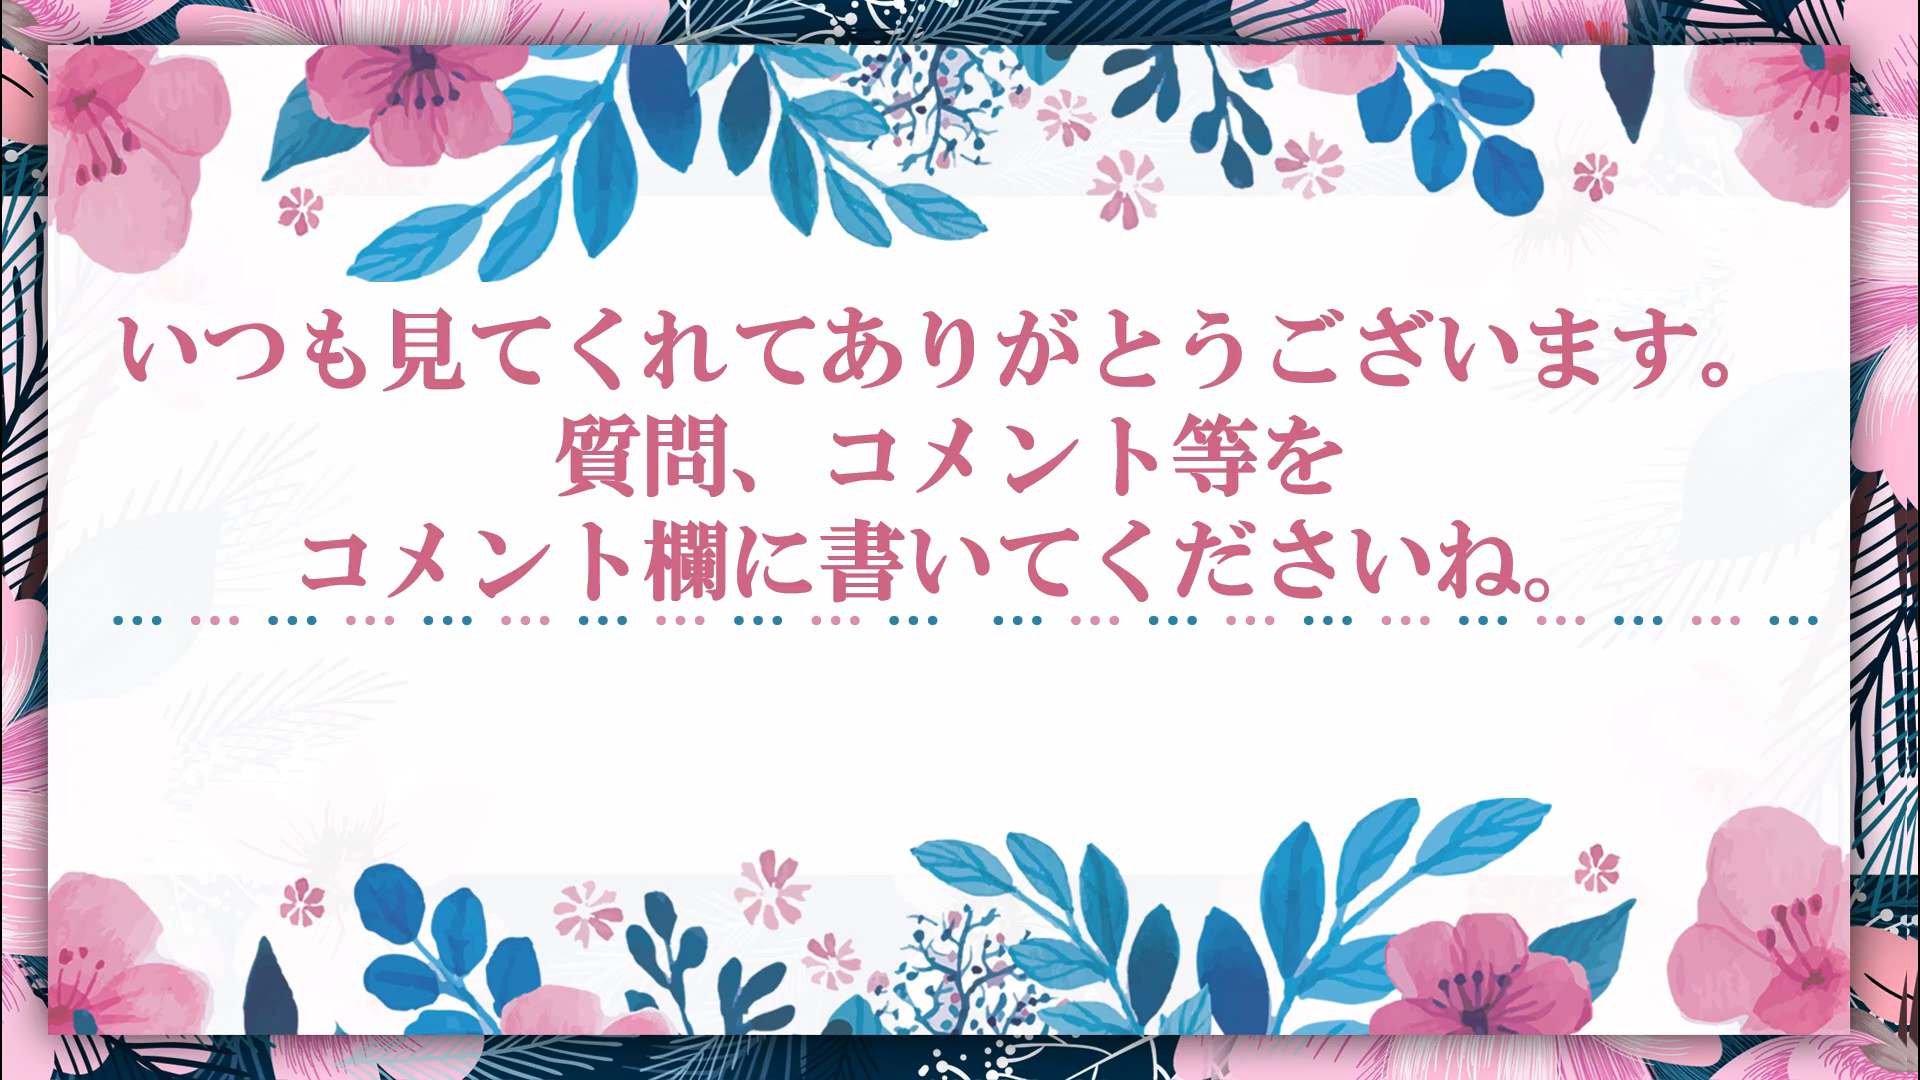 いつも見てくれてありがとうございます。
質問、コメント等を
コメント欄に書いてくださいね。